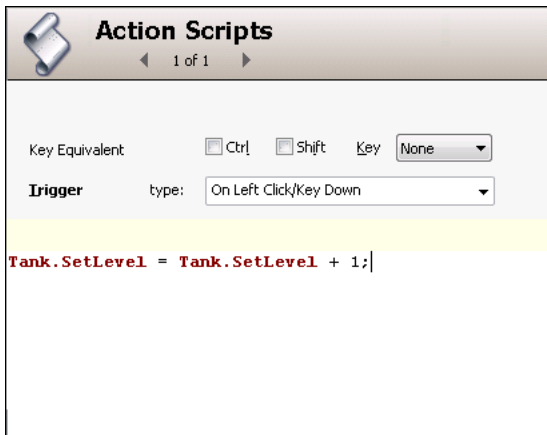 Action Scripts
1 of 1
Key Equivalent Ctrl Shift Key None
Trigger type: On Left Click/Key Down
Tank.SetLevel = Tank.SetLevel + 1;